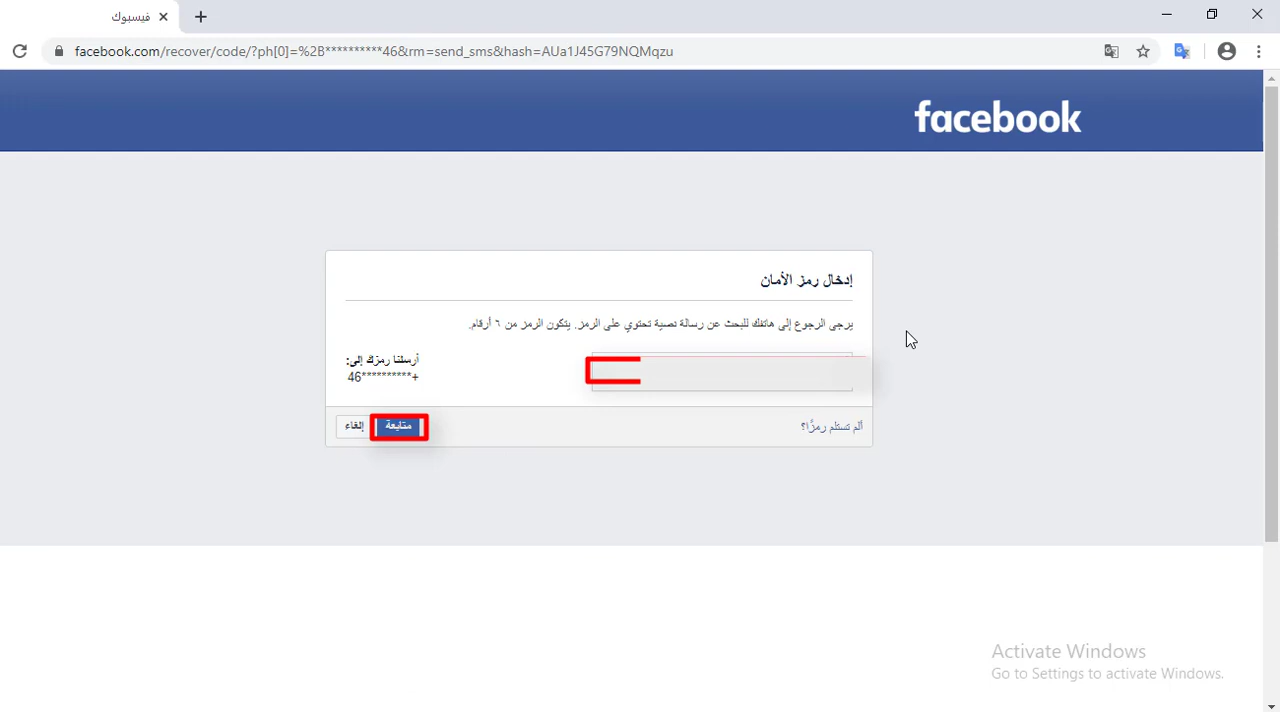 فيسبوك
facebook.com/recover/code/?ph[0]=%2B**********46&rm=send_sms&hash=AUa1J45G79NQMqzu
facebook
إدخال رمز الأمان
يرجى الرجوع إلى هاتفك للبحث عن رسالة نصية تحتوي على الرمز. يتكون الرمز من ٦ أرقام.
أرسلنا رمزك إلى:
+**********46
ألم تستلم رمزًا؟
متابعة
إلغاء
Activate Windows
Go to Settings to activate Windows.